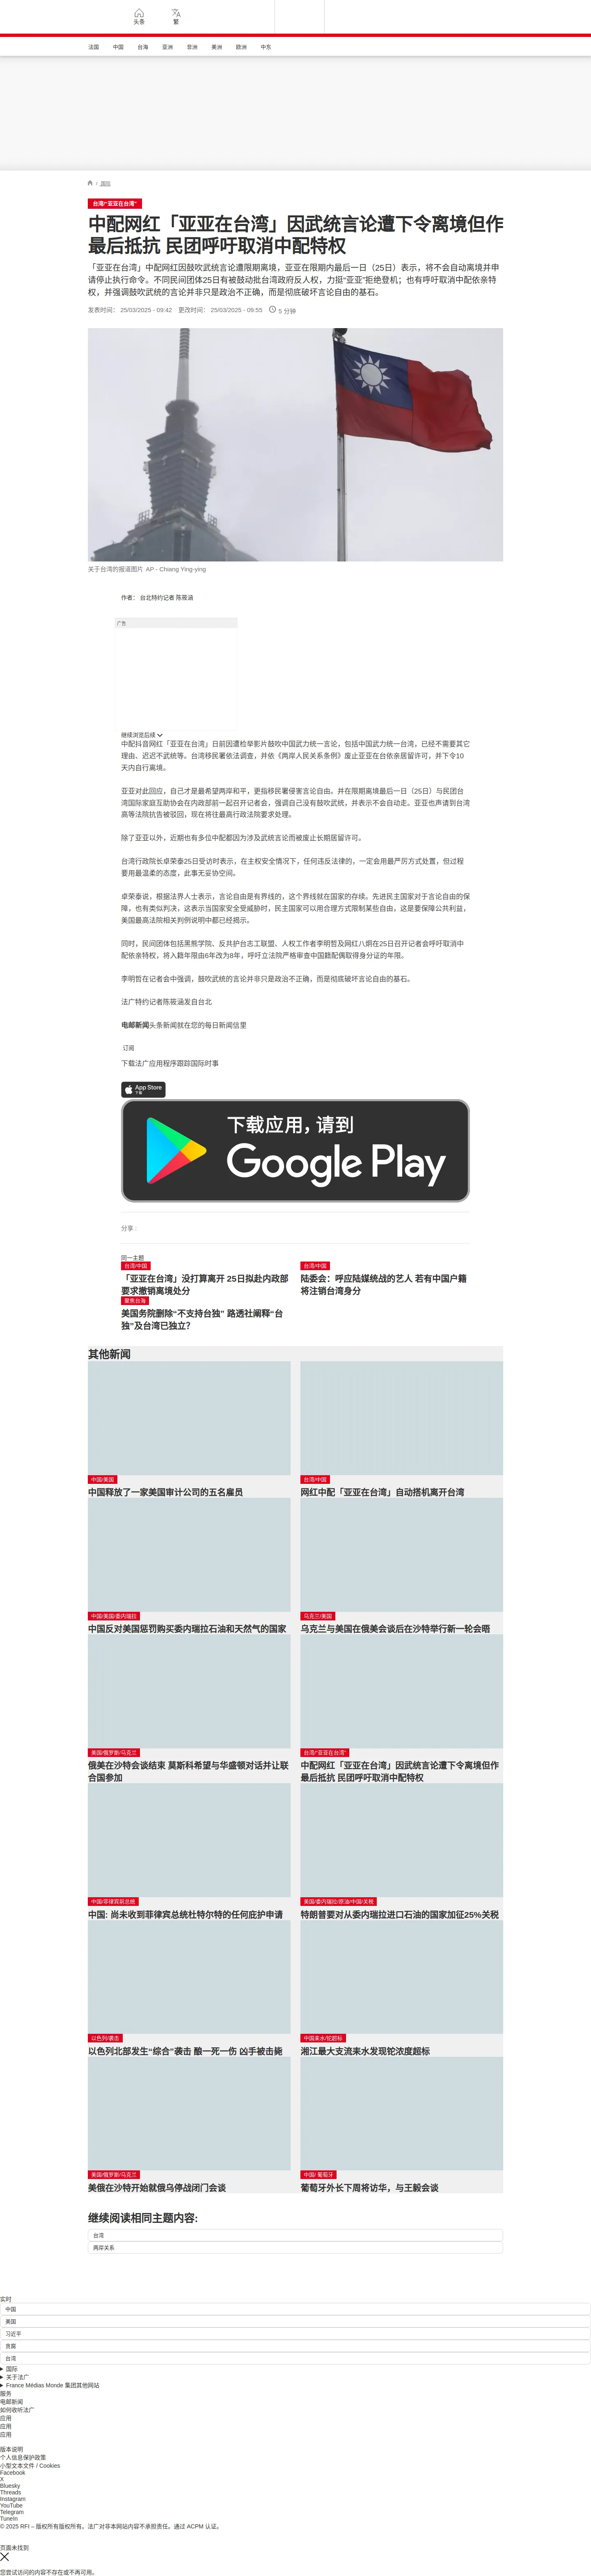 头条
繁
法国 中国 台海 亚洲 非洲 美洲 欧洲 中东
/ 国际
台湾/“亚亚在台湾”
中配网红「亚亚在台湾」因武统言论遭下令离境但作
最后抵抗 民团呼吁取消中配特权
「亚亚在台湾」中配网红因鼓吹武统言论遭限期离境，亚亚在限期内最后一日（25日）表示，将不会自动离境并申
请停止执行命令。不同民间团体25日有被鼓动批台湾政府反人权，力挺“亚亚”拒绝登机；也有呼吁取消中配依亲特
权，并强调鼓吹武统的言论并非只是政治不正确，而是彻底破坏言论自由的基石。
发表时间： 25/03/2025 - 09:42 更改时间： 25/03/2025 - 09:55 5 分钟
关于台湾的报道图片 AP - Chiang Ying-ying
作者： 台北特约记者 陈筱涵
广告
继续浏览后续
中配抖音网红「亚亚在台湾」日前因遭检举影片鼓吹中国武力统一言论，包括中国武力统一台湾，已经不需要其它
理由、迟迟不武统等。台湾移民署依法调查，并依《两岸人民关系条例》废止亚亚在台依亲居留许可，并下令10
天内自行离境。
亚亚对此回应，自己才是最希望两岸和平，更指移民署侵害言论自由。并在限期离境最后一日（25日）与民团台
湾国际家庭互助协会在内政部前一起召开记者会，强调自己没有鼓吹武统，并表示不会自动走。亚亚也声请到台湾
高等法院抗告被驳回，现在将往最高行政法院要求处理。
除了亚亚以外，近期也有多位中配都因为涉及武统言论而被废止长期居留许可。
台湾行政院长卓荣泰25日受访时表示，在主权安全情况下，任何违反法律的，一定会用最严厉方式处置，但过程
要用最温柔的态度，此事无妥协空间。
卓荣泰说，根据法界人士表示，言论自由是有界线的，这个界线就在国家的存续。先进民主国家对于言论自由的保
障，也有类似判决，这表示当国家安全受威胁时，民主国家可以用合理方式限制某些自由，这是要保障公共利益，
美国最高法院相关判例说明中都已经揭示。
同时，民间团体包括黑熊学院、反共护台志工联盟、人权工作者李明哲及网红八炯在25日召开记者会呼吁取消中
配依亲特权，将入籍年限由6年改为8年，呼吁立法院严格审查中国籍配偶取得身分证的年限。
李明哲在记者会中强调，鼓吹武统的言论并非只是政治不正确，而是彻底破坏言论自由的基石。
法广特约记者陈筱涵发自台北
电邮新闻头条新闻就在您的每日新闻信里
订阅
下载法广应用程序跟踪国际时事
App Store
下载
下载应用，请到
Google Play
分享 :
同一主题
台湾/中国
「亚亚在台湾」没打算离开 25日拟赴内政部
要求撤销离境处分
台湾/中国
陆委会：呼应陆媒统战的艺人 若有中国户籍
将注销台湾身分
聚焦台海
美国务院删除“不支持台独” 路透社阐释“台
独”及台湾已独立？
其他新闻
中国/美国
中国释放了一家美国审计公司的五名雇员
台湾/中国
网红中配「亚亚在台湾」自动搭机离开台湾
中国/美国/委内瑞拉
中国反对美国惩罚购买委内瑞拉石油和天然气的国家
乌克兰/美国
乌克兰与美国在俄美会谈后在沙特举行新一轮会晤
美国/俄罗斯/乌克兰
俄美在沙特会谈结束 莫斯科希望与华盛顿对话并让联
合国参加
台湾/“亚亚在台湾”
中配网红「亚亚在台湾」因武统言论遭下令离境但作
最后抵抗 民团呼吁取消中配特权
中国/菲律宾前总统
中国: 尚未收到菲律宾总统杜特尔特的任何庇护申请
美国/委内瑞拉/原油/中国/关税
特朗普要对从委内瑞拉进口石油的国家加征25%关税
以色列/袭击
以色列北部发生“综合”袭击 酿一死一伤 凶手被击毙
中国耒水/铊超标
湘江最大支流耒水发现铊浓度超标
美国/俄罗斯/乌克兰
美俄在沙特开始就俄乌停战闭门会谈
中国/ 葡萄牙
葡萄牙外长下周将访华，与王毅会谈
继续阅读相同主题内容:
台湾
两岸关系
实时
中国
美国
习近平
贪腐
台湾
国际
关于法广
France Médias Monde 集团其他网站
服务
电邮新闻
如何收听法广
应用
应用
应用
版本说明
个人信息保护政策
小型文本文件 / Cookies
Facebook
X
Bluesky
Threads
Instagram
YouTube
Telegram
TuneIn
© 2025 RFI – 版权所有版权所有。法广对非本网站内容不承担责任。通过 ACPM 认证。
页面未找到
您尝试访问的内容不存在或不再可用。